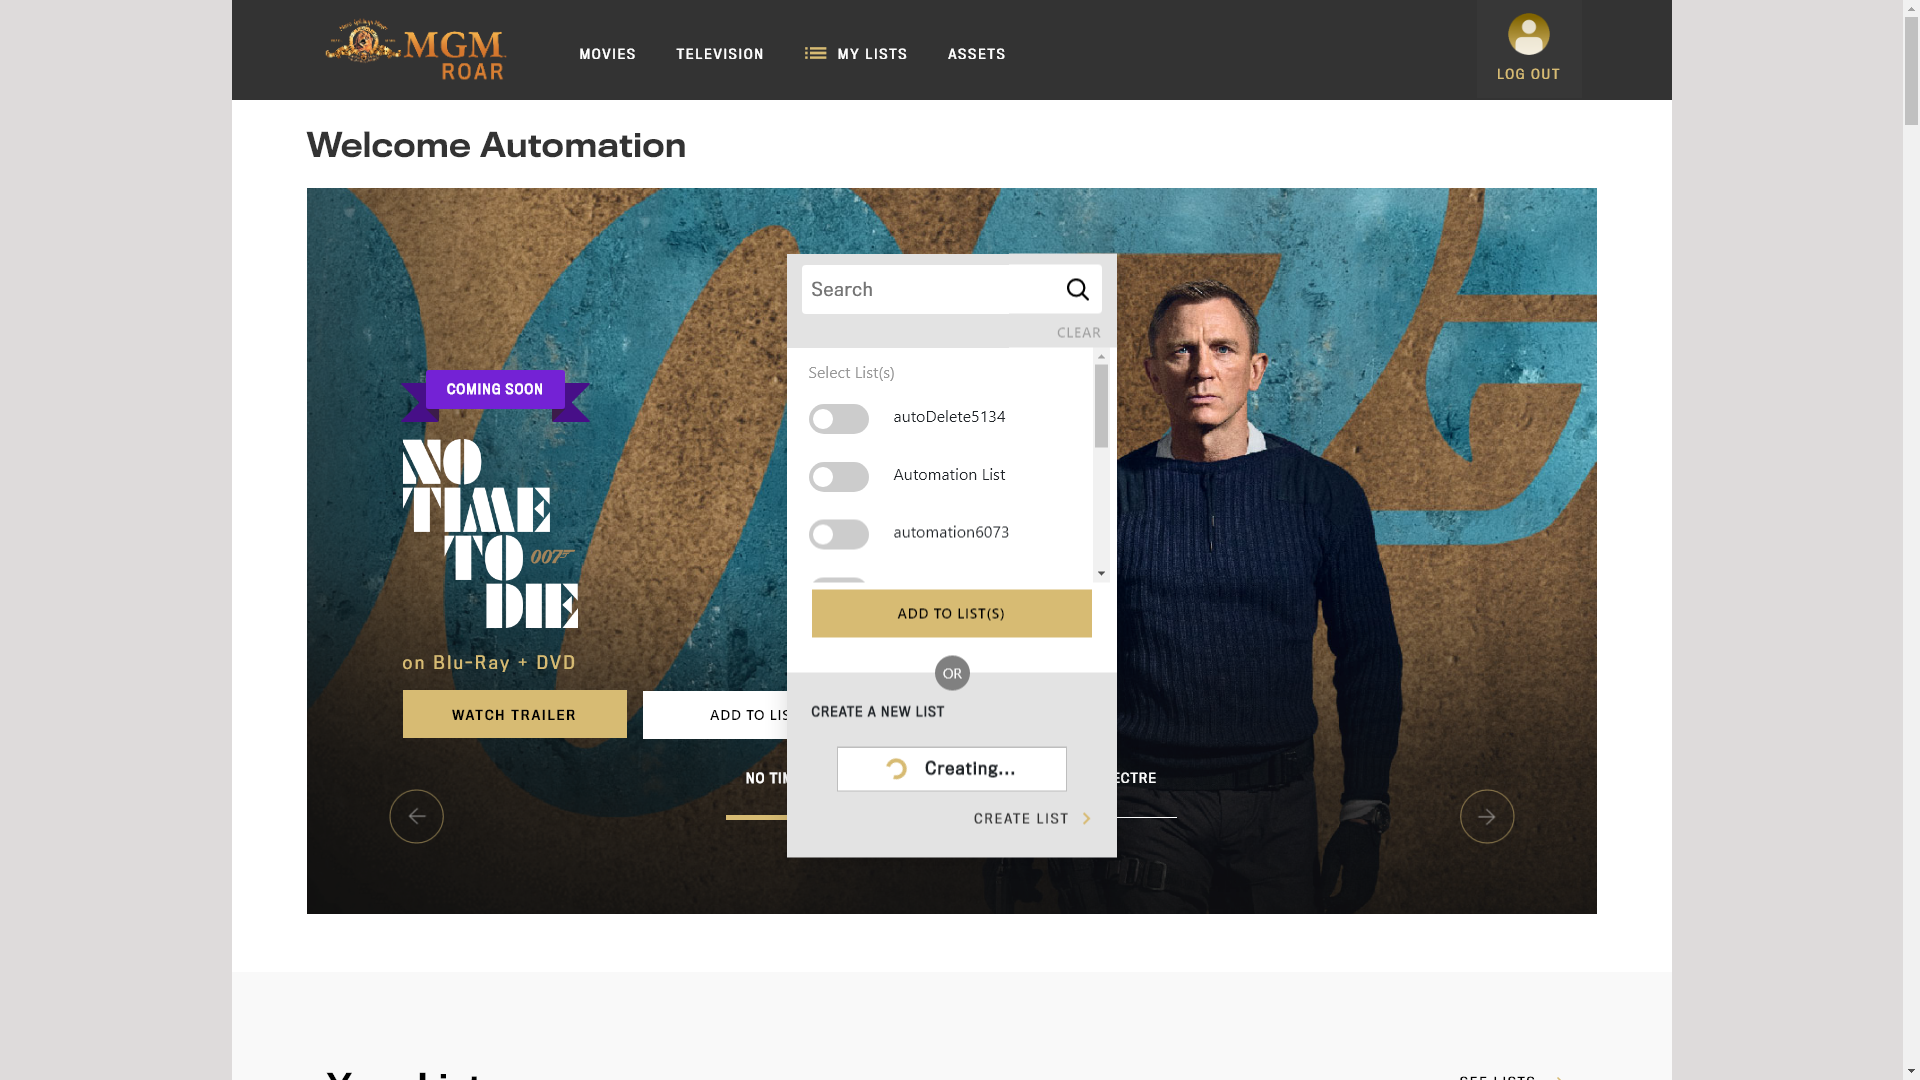 MGM
ROAR
MOVIES
TELEVISION
MY LISTS
ASSETS
LOG OUT
Welcome Automation
COMING SOON
NO
TIME
TO 007
DIE
on Blu-Ray + DVD
WATCH TRAILER
ADD TO LIS
NO TIM
ECTRE
Search
CLEAR
Select List(s)
autoDelete5134
Automation List
automation6073
ADD TO LIST(S)
OR
CREATE A NEW LIST
Creating...
CREATE LIST
SEE LISTS